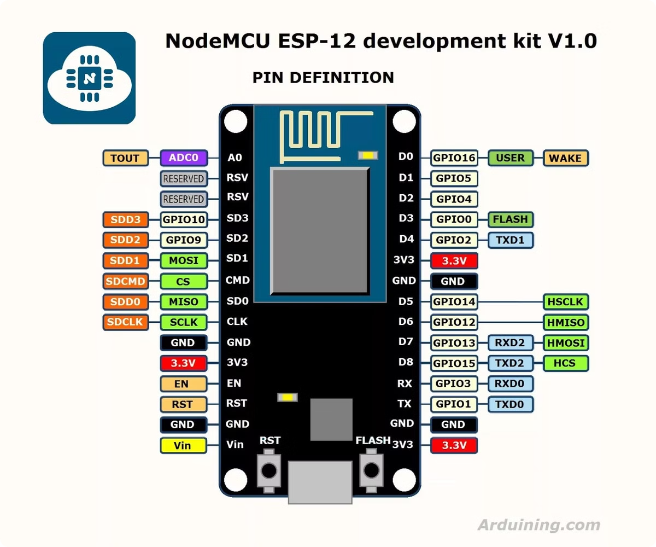 NodeMCU ESP-12 development kit V1.0
PIN DEFINITION
TOUT ADC0 A0 D0 GPIO16 USER WAKE
RESERVED RSV D1 GPIO5
RESERVED RSV D2 GPIO4
SDD3 GPIO10 SD3 D3 GPIO0 FLASH
SDD2 GPIO9 SD2 D4 GPIO2 TXD1
SDD1 MOSI SD1 3V3 3.3V
SDCMD CS CMD GND GND
SDD0 MISO SD0 D5 GPIO14 HSCLK
SDCLK SCLK CLK D6 GPIO12 HMISO
GND GND D7 GPIO13 RXD2 HMOSI
3.3V 3V3 D8 GPIO15 TXD2 HCS
EN EN RX GPIO3 RXD0
RST RST TX GPIO1 TXD0
GND GND GND GND
Vin Vin RST FLASH 3V3 3.3V
N
Arduining.com